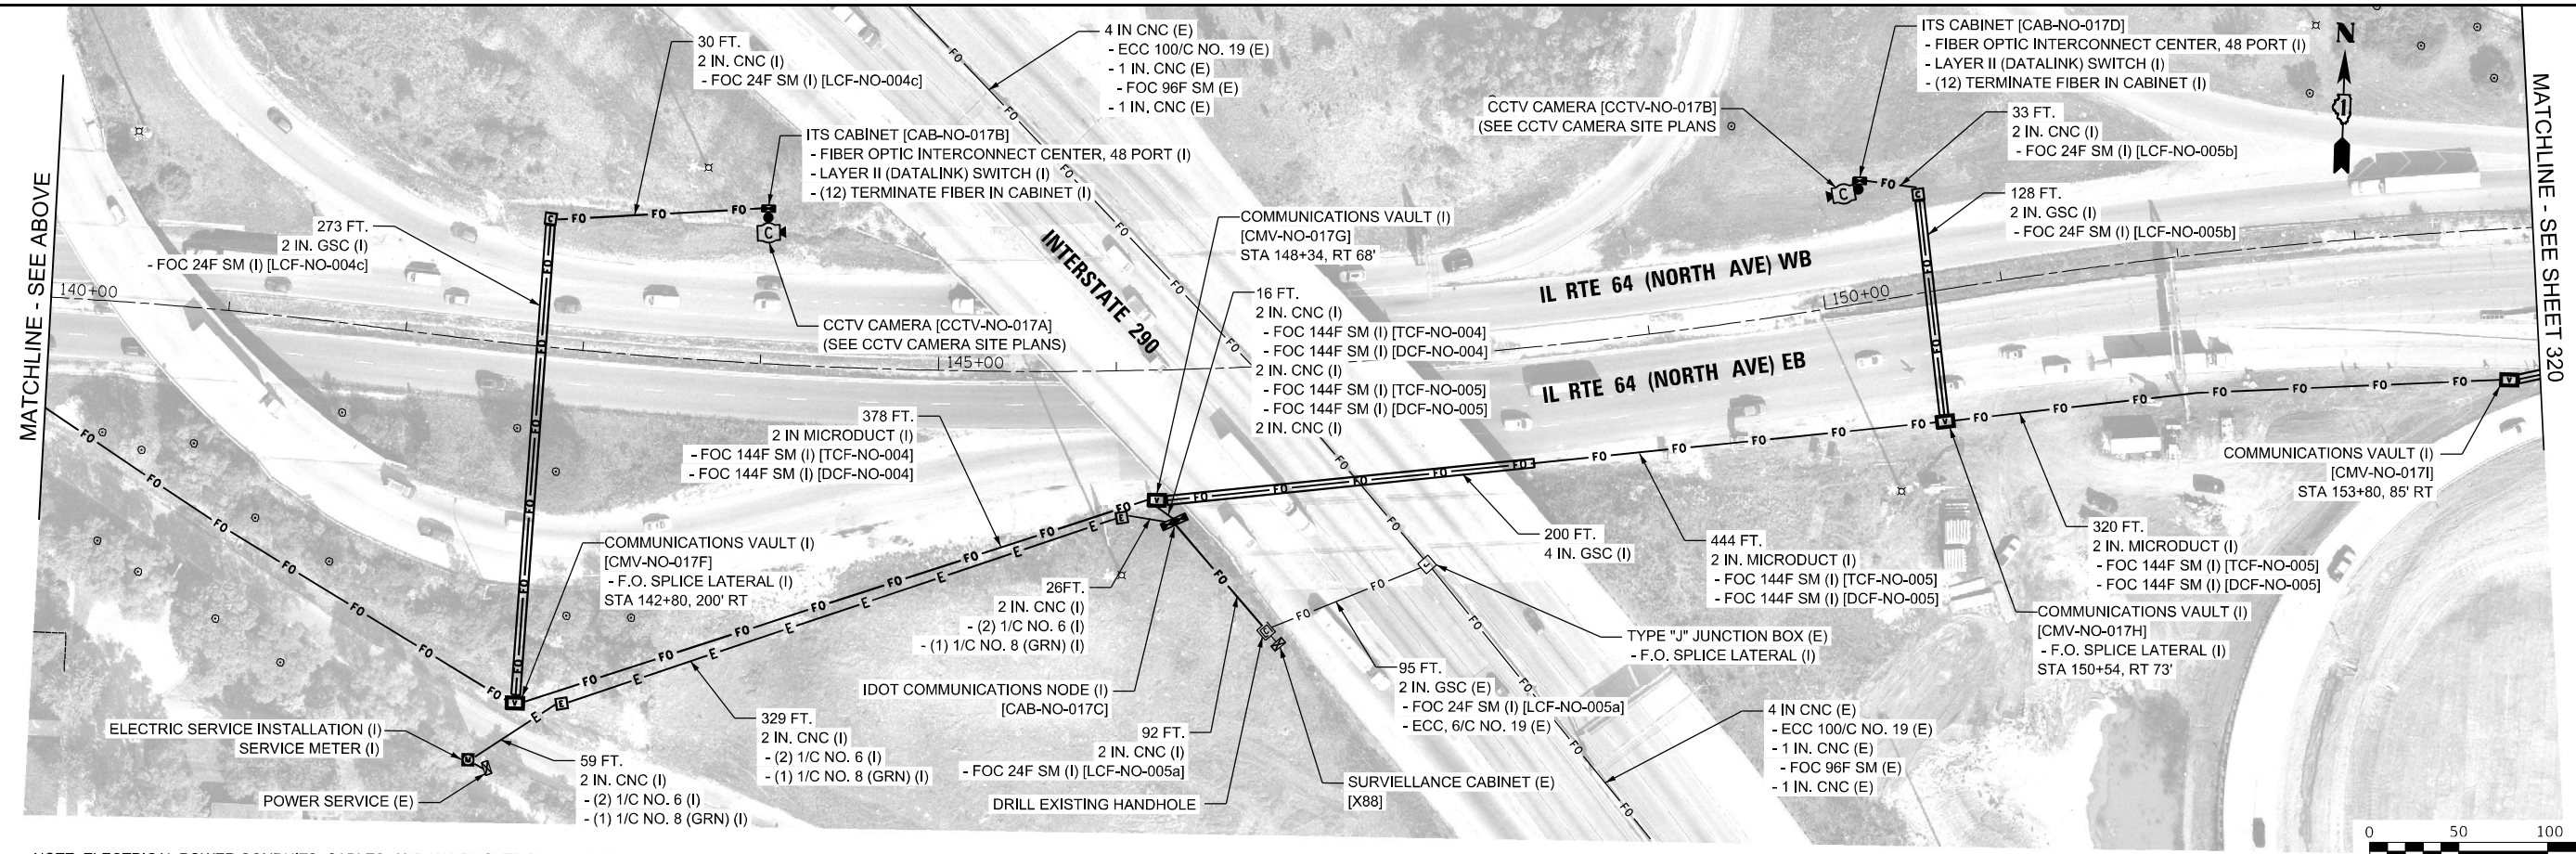 MATCHLINE - SEE ABOVE
30 FT.
2 IN. CNC (I)
- FOC 24F SM (I) [LCF-NO-004c]
4 IN CNC (E)
- ECC 100/C NO. 19 (E)
- 1 IN. CNC (E)
- FOC 96F SM (E)
- 1 IN. CNC (E)
ITS CABINET [CAB-NO-017D]
- FIBER OPTIC INTERCONNECT CENTER, 48 PORT (I)
- LAYER II (DATALINK) SWITCH (I)
- (12) TERMINATE FIBER IN CABINET (I)
N
I
MATCHLINE - SEE SHEET 320
CCTV CAMERA [CCTV-NO-017B]
(SEE CCTV CAMERA SITE PLANS
33 FT.
2 IN. CNC (I)
- FOC 24F SM (I) [LCF-NO-005b]
ITS CABINET [CAB-NO-017B]
- FIBER OPTIC INTERCONNECT CENTER, 48 PORT (I)
- LAYER II (DATALINK) SWITCH (I)
- (12) TERMINATE FIBER IN CABINET (I)
128 FT.
2 IN. GSC (I)
- FOC 24F SM (I) [LCF-NO-005b]
273 FT.
2 IN. GSC (I)
- FOC 24F SM (I) [LCF-NO-004c]
COMMUNICATIONS VAULT (I)
[CMV-NO-017G]
STA 148+34, RT 68'
INTERSTATE 290
IL RTE 64 (NORTH AVE) WB
140+00
145+00
150+00
16 FT.
2 IN. CNC (I)
- FOC 144F SM (I) [TCF-NO-004]
- FOC 144F SM (I) [DCF-NO-004]
2 IN. CNC (I)
- FOC 144F SM (I) [TCF-NO-005]
- FOC 144F SM (I) [DCF-NO-005]
2 IN. CNC (I)
CCTV CAMERA [CCTV-NO-017A]
(SEE CCTV CAMERA SITE PLANS)
IL RTE 64 (NORTH AVE) EB
378 FT.
2 IN MICRODUCT (I)
- FOC 144F SM (I) [TCF-NO-004]
- FOC 144F SM (I) [DCF-NO-004]
COMMUNICATIONS VAULT (I)
[CMV-NO-017I]
STA 153+80, 85' RT
COMMUNICATIONS VAULT (I)
[CMV-NO-017F]
- F.O. SPLICE LATERAL (I)
STA 142+80, 200' RT
200 FT.
4 IN. GSC (I)
444 FT.
2 IN. MICRODUCT (I)
- FOC 144F SM (I) [TCF-NO-005]
- FOC 144F SM (I) [DCF-NO-005]
320 FT.
2 IN. MICRODUCT (I)
- FOC 144F SM (I) [TCF-NO-005]
- FOC 144F SM (I) [DCF-NO-005]
26FT.
2 IN. CNC (I)
- (2) 1/C NO. 6 (I)
- (1) 1/C NO. 8 (GRN) (I)
TYPE "J" JUNCTION BOX (E)
- F.O. SPLICE LATERAL (I)
COMMUNICATIONS VAULT (I)
[CMV-NO-017H]
- F.O. SPLICE LATERAL (I)
STA 150+54, RT 73'
IDOT COMMUNICATIONS NODE (I)
[CAB-NO-017C]
95 FT.
2 IN. GSC (E)
- FOC 24F SM (I) [LCF-NO-005a]
- ECC, 6/C NO. 19 (E)
ELECTRIC SERVICE INSTALLATION (I)
SERVICE METER (I)
329 FT.
2 IN. CNC (I)
- (2) 1/C NO. 6 (I)
- (1) 1/C NO. 8 (GRN) (I)
92 FT.
2 IN. CNC (I)
- FOC 24F SM (I) [LCF-NO-005a]
4 IN CNC (E)
- ECC 100/C NO. 19 (E)
- 1 IN. CNC (E)
- FOC 96F SM (E)
- 1 IN. CNC (E)
59 FT.
2 IN. CNC (I)
- (2) 1/C NO. 6 (I)
- (1) 1/C NO. 8 (GRN) (I)
POWER SERVICE (E)
DRILL EXISTING HANDHOLE
SURVIELLANCE CABINET (E)
[X88]
0 50 100